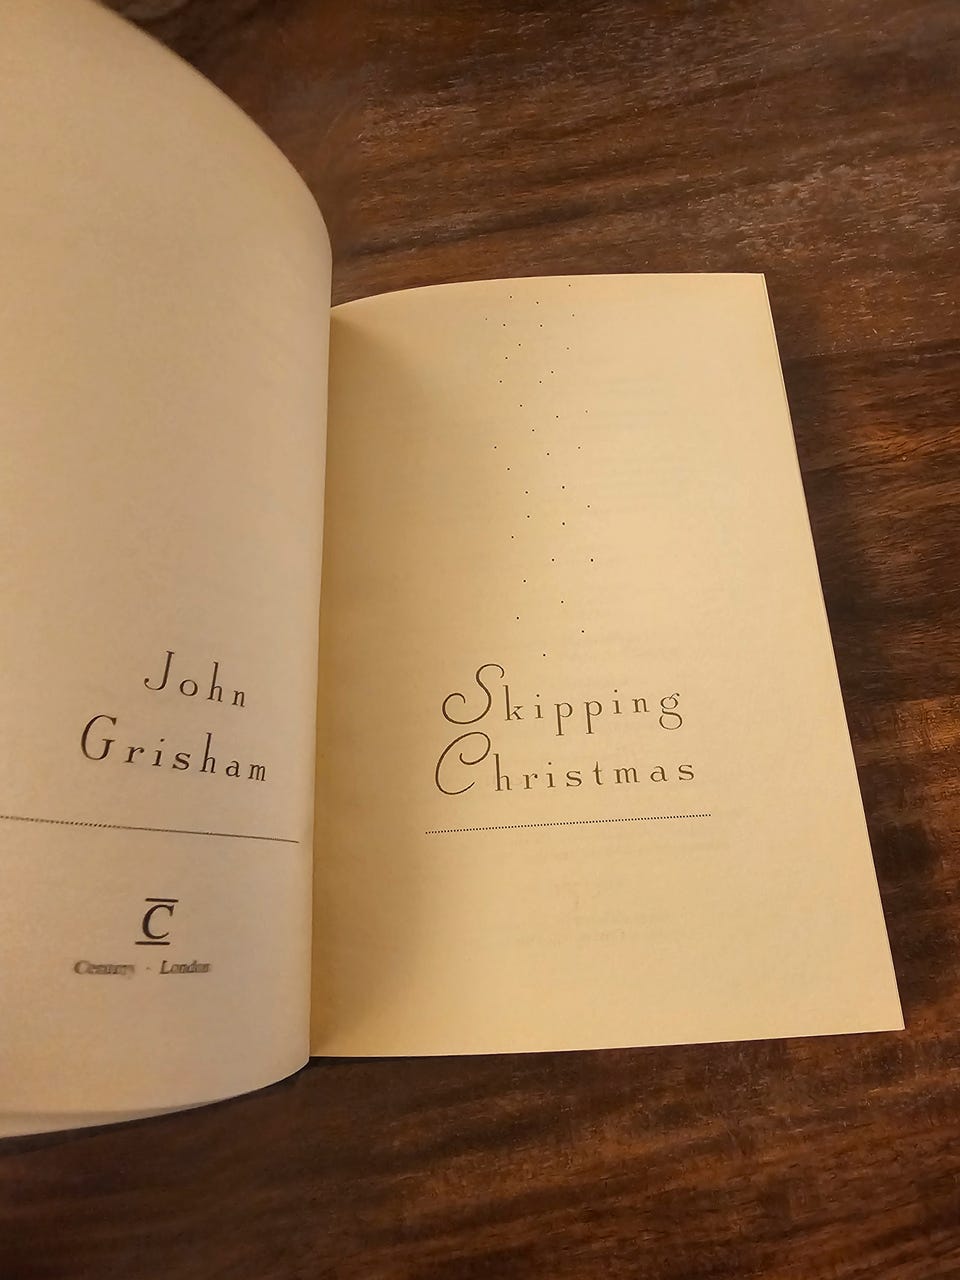 John
Grisham
C
Century · London
Skipping
Christmas